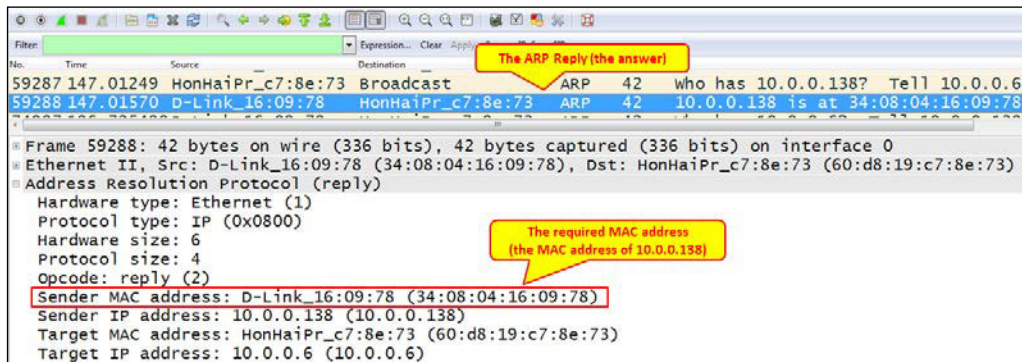 Filter:
Expression... Clear
The ARP Reply (the answer)
No. Time Source Destination
59287 147.01249 HonHaiPr_c7:8e:73 Broadcast ARP 42 Who has 10.0.0.138? Tell 10.0.0.6
59288 147.01570 D-Link_16:09:78 HonHaiPr_c7:8e:73 ARP 42 10.0.0.138 is at 34:08:04:16:09:78
Frame 59288: 42 bytes on wire (336 bits), 42 bytes captured (336 bits) on interface 0
Ethernet II, Src: D-Link_16:09:78 (34:08:04:16:09:78), Dst: HonHaiPr_c7:8e:73 (60:d8:19:c7:8e:73)
Address Resolution Protocol (reply)
Hardware type: Ethernet (1)
Protocol type: IP (0x0800)
Hardware size: 6
Protocol size: 4
Opcode: reply (2)
The required MAC address
(the MAC address of 10.0.0.138)
Sender MAC address: D-Link_16:09:78 (34:08:04:16:09:78)
Sender IP address: 10.0.0.138 (10.0.0.138)
Target MAC address: HonHaiPr_c7:8e:73 (60:d8:19:c7:8e:73)
Target IP address: 10.0.0.6 (10.0.0.6)